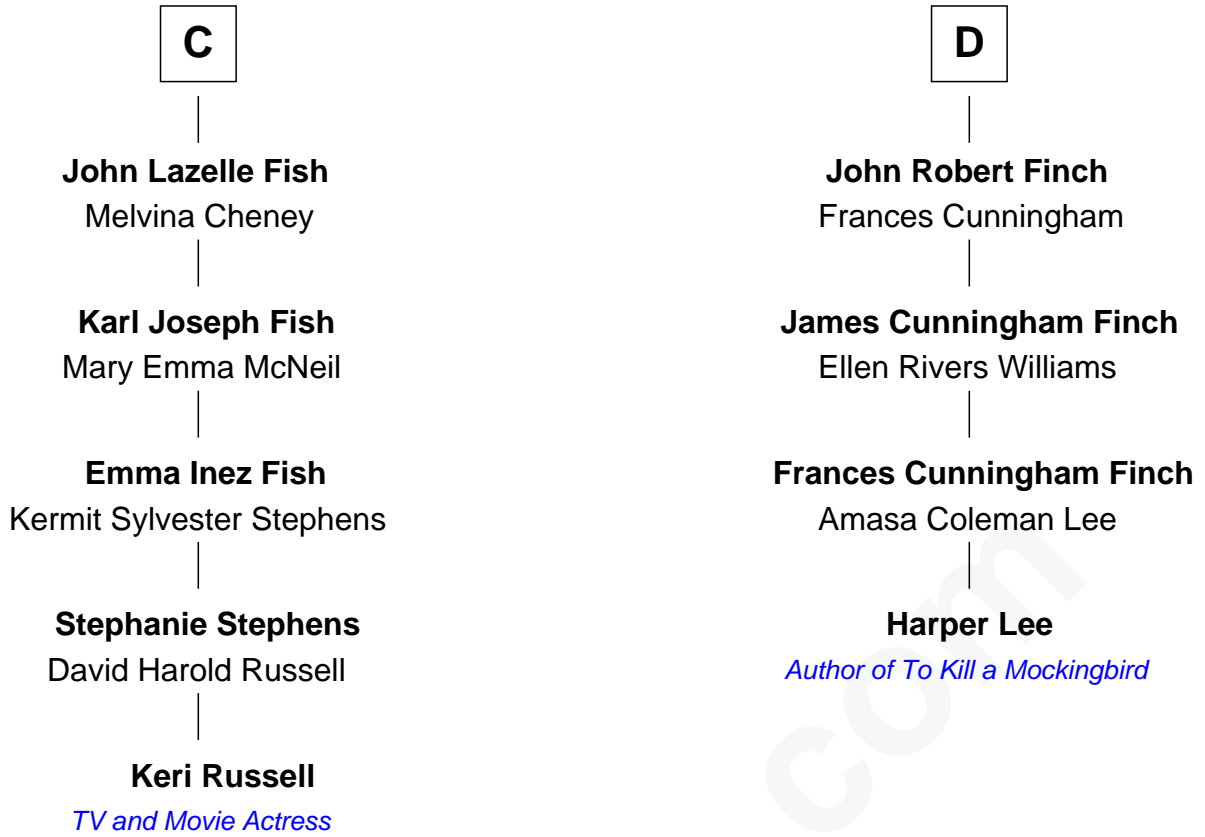 C
John Lazelle Fish
Melvina Cheney
Karl Joseph Fish
Mary Emma McNeil
Emma Inez Fish
Kermit Sylvester Stephens
Stephanie Stephens
David Harold Russell
Keri Russell
TV and Movie Actress
D
John Robert Finch
Frances Cunningham
James Cunningham Finch
Ellen Rivers Williams
Frances Cunningham Finch
Amasa Coleman Lee
Harper Lee
Author of To Kill a Mockingbird
com